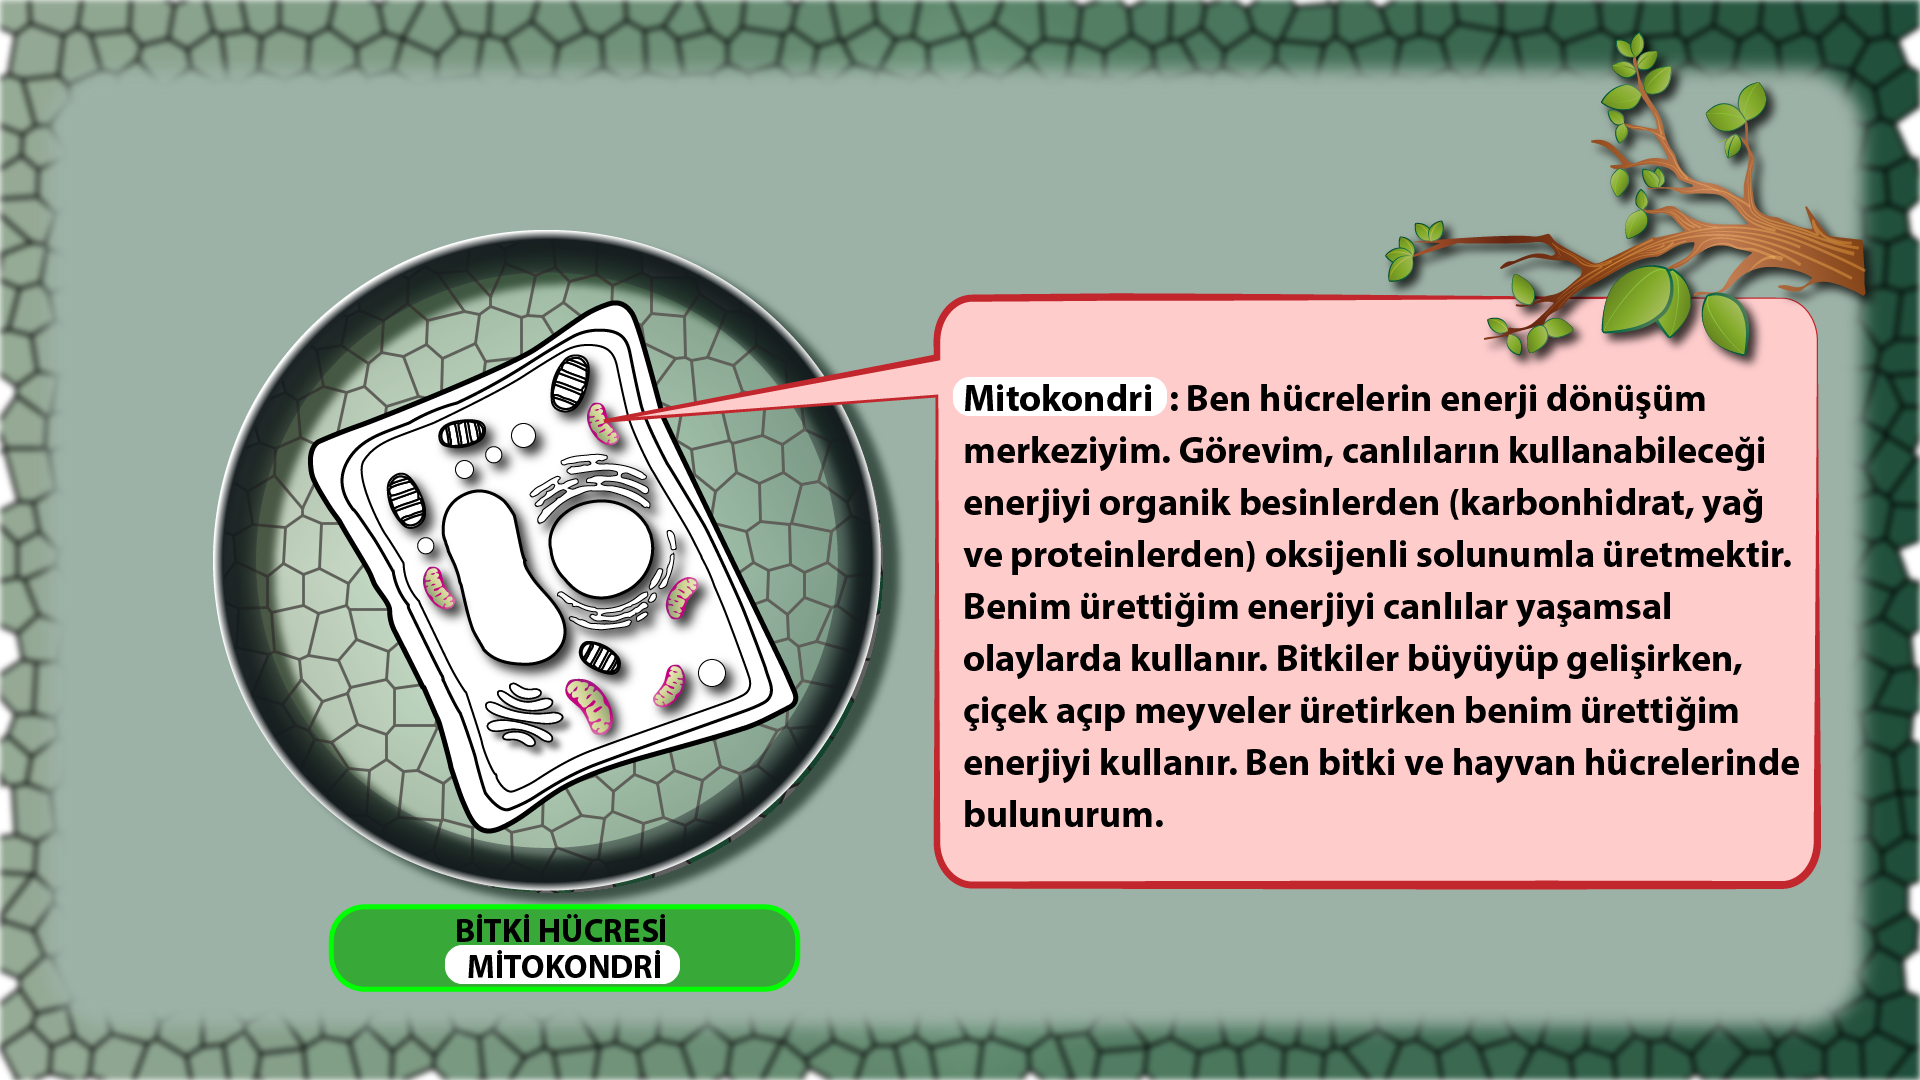 Mitokondri : Ben hücrelerin enerji dönüşüm
merkeziyim. Görevim, canlıların kullanabileceği
enerjiyi organik besinlerden (karbonhidrat, yağ
ve proteinlerden) oksijenli solunumla üretmektir.
Benim ürettiğim enerjiyi canlılar yaşamsal
olaylarda kullanır. Bitkiler büyüyüp gelişirken,
çiçek açıp meyveler üretirken benim ürettiğim
enerjiyi kullanır. Ben bitki ve hayvan hücrelerinde
bulunurum.
BİTKİ HÜCRESİ
MİTOKONDRİ